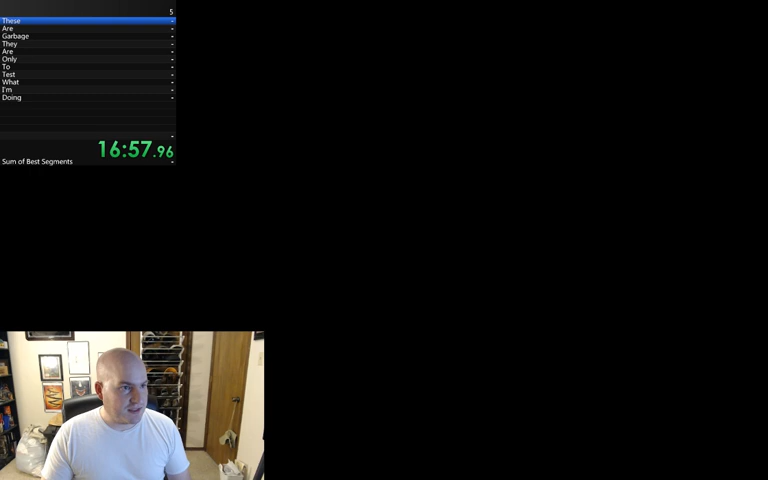 5
These -
Are -
Garbage -
They -
Are -
Only -
To -
Test -
What -
I'm -
Doing -
-
16:57.96
Sum of Best Segments -